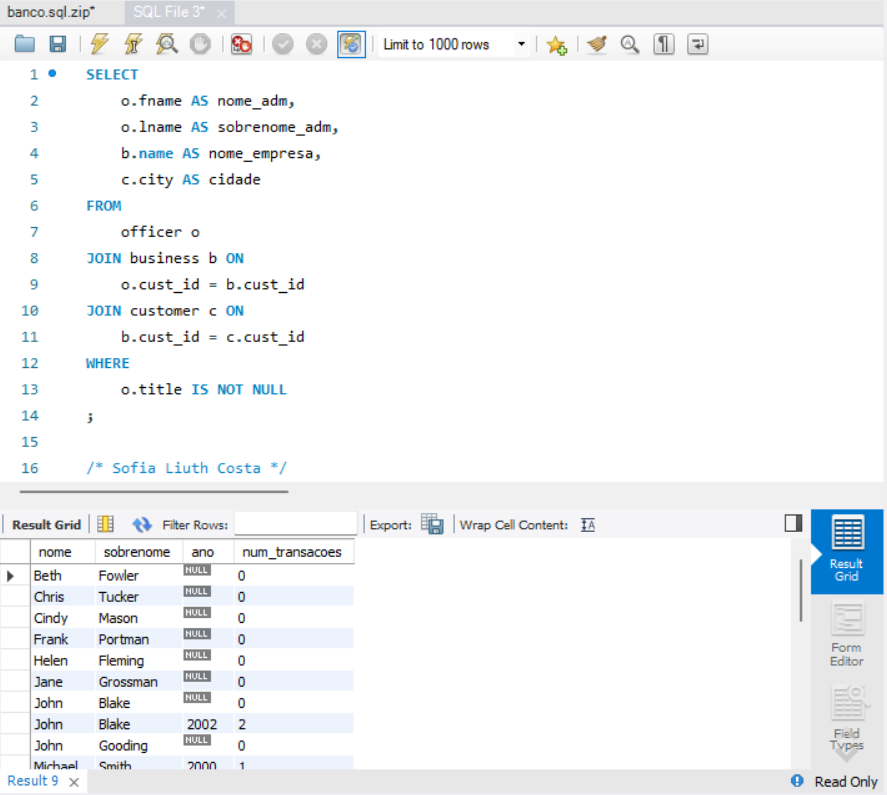 banco.sql.zip*
SQL File 3*
Limit to 1000 rows
1 SELECT
2 o.fname AS nome_adm,
3 o.lname AS sobrenome_adm,
4 b.name AS nome_empresa,
5 c.city AS cidade
6 FROM
7 officer o
8 JOIN business b ON
9 o.cust_id = b.cust_id
10 JOIN customer c ON
11 b.cust_id = c.cust_id
12 WHERE
13 o.title IS NOT NULL
14 ;
15
16 /* Sofia Liuth Costa */
Result Grid Filter Rows: Export: Wrap Cell Content: IA
nome sobrenome ano num_transacoes
Beth Fowler NULL 0
Chris Tucker NULL 0
Cindy Mason NULL 0
Frank Portman NULL 0
Helen Fleming NULL 0
Jane Grossman NULL 0
John Blake NULL 0
John Blake 2002 2
John Gooding NULL 0
Michael Smith 2000 1
Result
Grid
Form
Editor
Field
Types
Result 9
Read Only